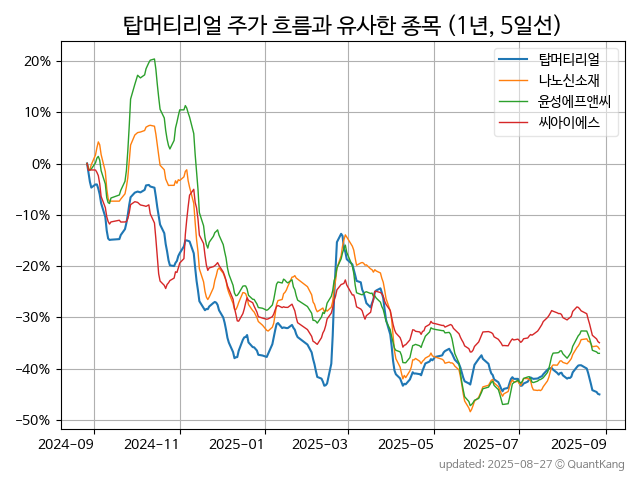 탑머티리얼 주가 흐름과 유사한 종목 (1년, 5일선)
탑머티리얼
나노신소재
윤성에프앤씨
씨아이에스
20%
10%
0%
−10%
−20%
−30%
−40%
−50%
2024-09 2024-11 2025-01 2025-03 2025-05 2025-07 2025-09
updated: 2025-08-27 © QuantKang